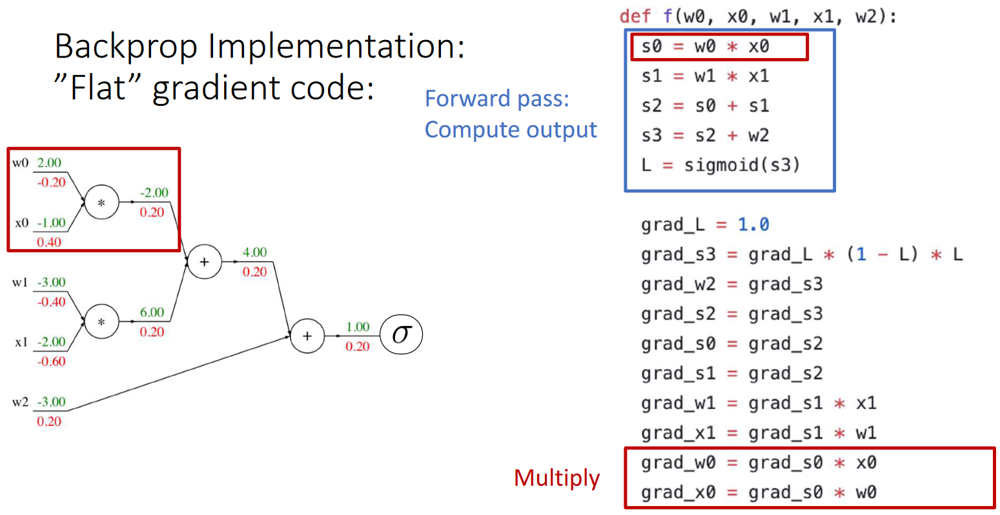 Backprop Implementation:
”Flat” gradient code:
Forward pass:
Compute output
def f(w0, x0, w1, x1, w2):
s0 = w0 * x0
s1 = w1 * x1
s2 = s0 + s1
s3 = s2 + w2
L = sigmoid(s3)
grad_L = 1.0
grad_s3 = grad_L * (1 - L) * L
grad_w2 = grad_s3
grad_s2 = grad_s3
grad_s0 = grad_s2
grad_s1 = grad_s2
grad_w1 = grad_s1 * x1
grad_x1 = grad_s1 * w1
Multiply
grad_w0 = grad_s0 * x0
grad_x0 = grad_s0 * w0
w0 2.00
-0.20
*
-2.00
0.20
x0 -1.00
0.40
+
4.00
0.20
w1 -3.00
-0.40
*
6.00
0.20
x1 -2.00
-0.60
+
1.00
0.20
σ
w2 -3.00
0.20